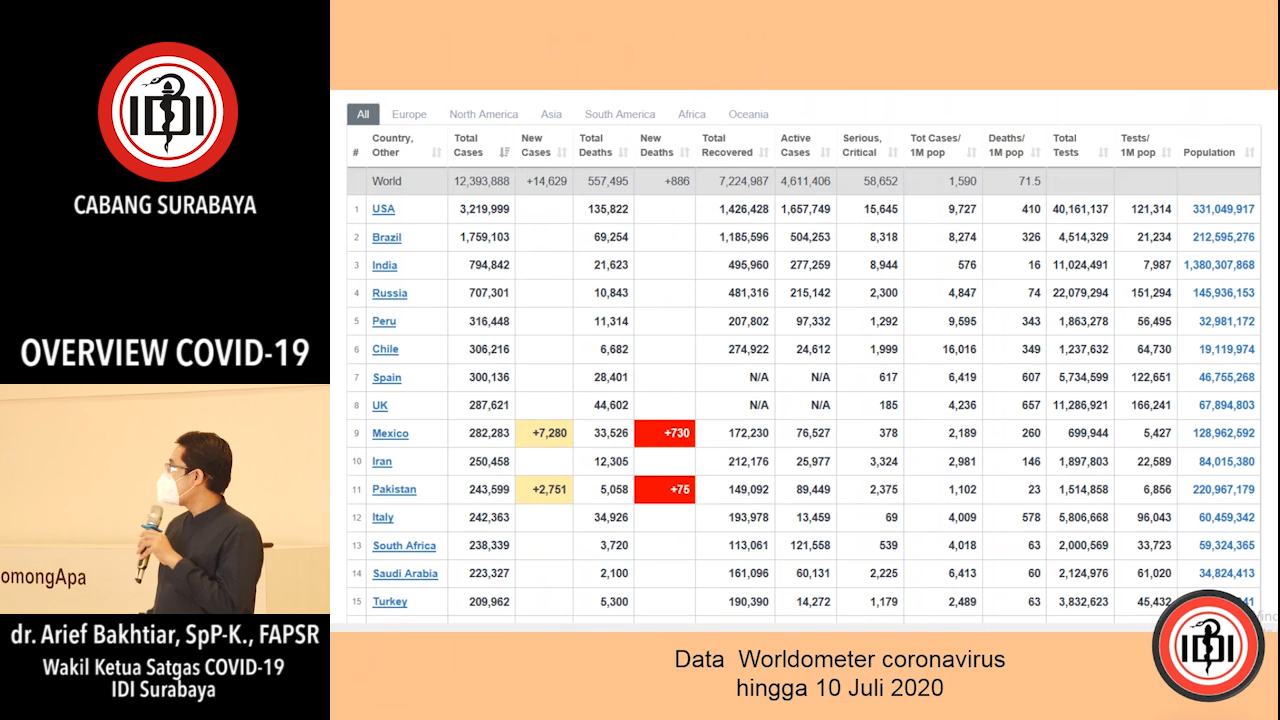 IDI
CABANG SURABAYA
OVERVIEW COVID-19
omongApa
dr. Arief Bakhtiar, SpP-K., FAPSR
Wakil Ketua Satgas COVID-19
IDI Surabaya
All Europe North America Asia South America Africa Oceania
# Country, Other Total Cases New Cases Total Deaths New Deaths Total Recovered Active Cases Serious, Critical Tot Cases/ 1M pop Deaths/ 1M pop Total Tests Tests/ 1M pop Population
World 12,393,888 +14,629 557,495 +886 7,224,987 4,611,406 58,652 1,590 71.5
1 USA 3,219,999 135,822 1,426,428 1,657,749 15,645 9,727 410 40,161,137 121,314 331,049,917
2 Brazil 1,759,103 69,254 1,185,596 504,253 8,318 8,274 326 4,514,329 21,234 212,595,276
3 India 794,842 21,623 495,960 277,259 8,944 576 16 11,024,491 7,987 1,380,307,868
4 Russia 707,301 10,843 481,316 215,142 2,300 4,847 74 22,079,294 151,294 145,936,153
5 Peru 316,448 11,314 207,802 97,332 1,292 9,595 343 1,863,278 56,495 32,981,172
6 Chile 306,216 6,682 274,922 24,612 1,999 16,016 349 1,237,632 64,730 19,119,974
7 Spain 300,136 28,401 N/A N/A 617 6,419 607 5,734,599 122,651 46,755,268
8 UK 287,621 44,602 N/A N/A 185 4,236 657 11,286,921 166,241 67,894,803
9 Mexico 282,283 +7,280 33,526 +730 172,230 76,527 378 2,189 260 699,944 5,427 128,962,592
10 Iran 250,458 12,305 212,176 25,977 3,324 2,981 146 1,897,803 22,589 84,015,380
11 Pakistan 243,599 +2,751 5,058 +75 149,092 89,449 2,375 1,102 23 1,514,858 6,856 220,967,179
12 Italy 242,363 34,926 193,978 13,459 69 4,009 578 5,806,668 96,043 60,459,342
13 South Africa 238,339 3,720 113,061 121,558 539 4,018 63 2,000,569 33,723 59,324,365
14 Saudi Arabia 223,327 2,100 161,096 60,131 2,225 6,413 60 2,124,976 61,020 34,824,413
15 Turkey 209,962 5,300 190,390 14,272 1,179 2,489 63 3,832,623 45,432
Data Worldometer coronavirus
hingga 10 Juli 2020
IDI